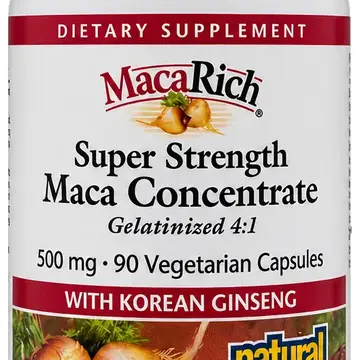 DIETARY SUPPLEMENT
MacaRich®
Super Strength
Maca Concentrate
Gelatinized 4:1
500 mg • 90 Vegetarian Capsules
WITH KOREAN GINSENG
natural